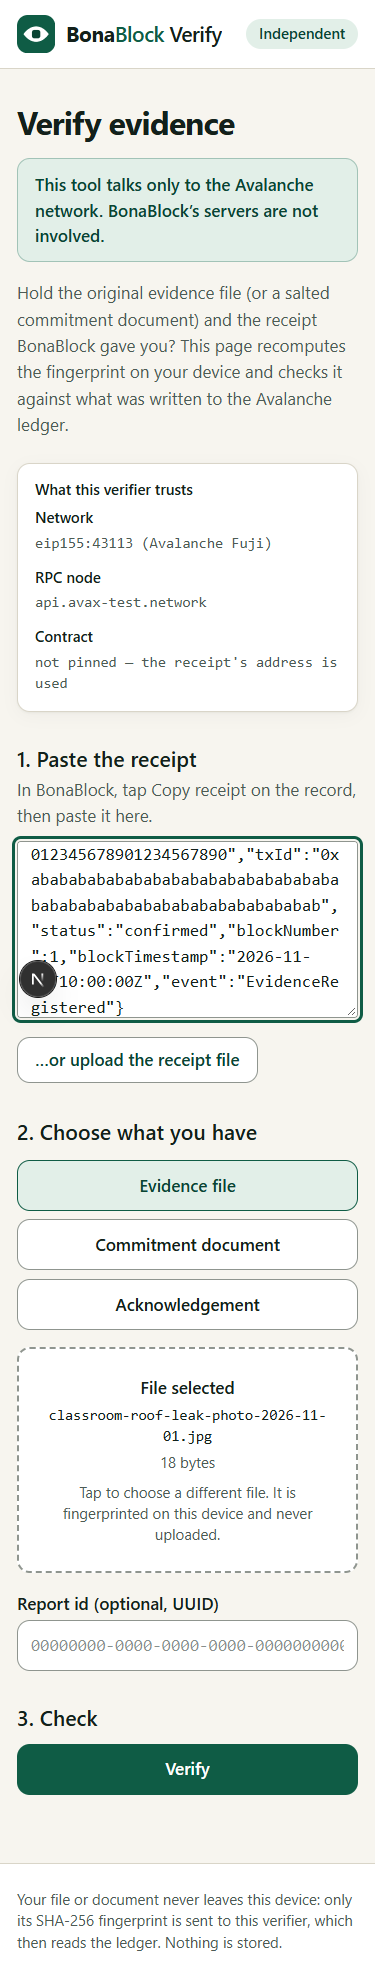 BonaBlock Verify
Independent
Verify evidence
This tool talks only to the Avalanche
network. BonaBlock's servers are not
involved.
Hold the original evidence file (or a salted
commitment document) and the receipt
BonaBlock gave you? This page recomputes
the fingerprint on your device and checks it
against what was written to the Avalanche
ledger.
What this verifier trusts
Network
eip155:43113 (Avalanche Fuji)
RPC node
api.avax-test.network
Contract
not pinned — the receipt's address is
used
1. Paste the receipt
In BonaBlock, tap Copy receipt on the record,
then paste it here.
012345678901234567890","txId":"0x
ababababababababababababababababa
babababababababababababababababab",
"status":"confirmed","blockNumber
":1,"blockTimestamp":"2026-11-
N
T10:00:00Z","event":"EvidenceRe
gistered"}
…or upload the receipt file
2. Choose what you have
Evidence file
Commitment document
Acknowledgement
File selected
classroom-roof-leak-photo-2026-11-
01.jpg
18 bytes
Tap to choose a different file. It is
fingerprinted on this device and never
uploaded.
Report id (optional, UUID)
00000000-0000-0000-0000-0000000000
3. Check
Verify
Your file or document never leaves this device: only
its SHA-256 fingerprint is sent to this verifier, which
then reads the ledger. Nothing is stored.